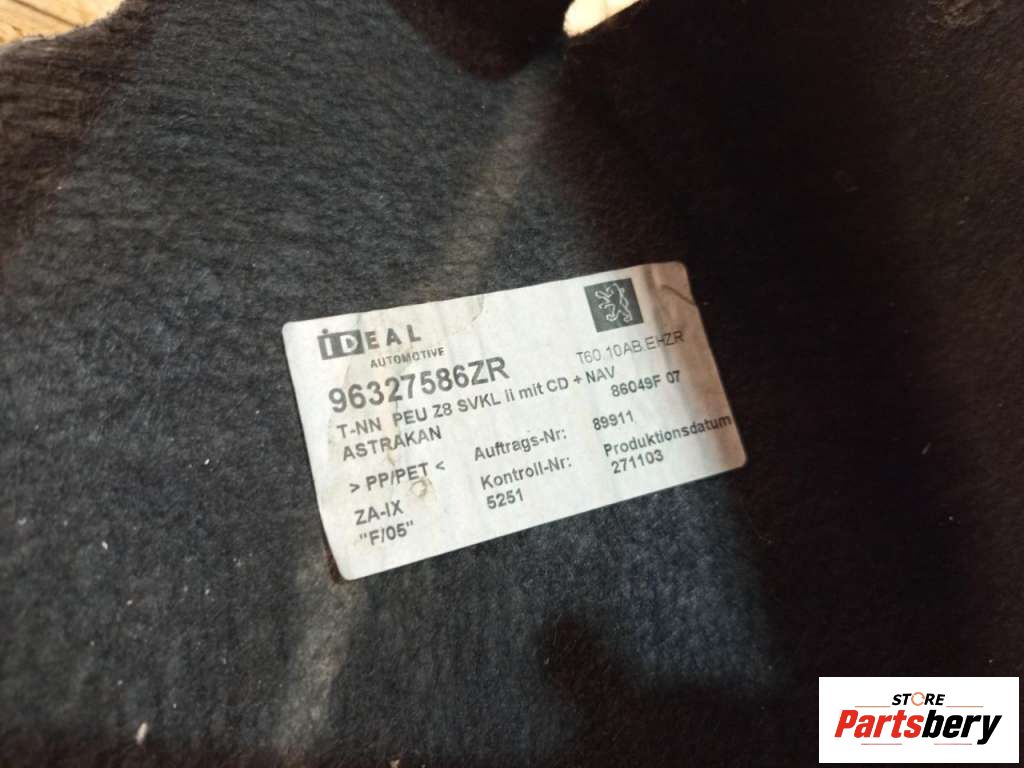 iDEAL
AUTOMOTIVE
96327586ZR
T60.10AB.EHZR
T-NN PEU Z8 SVKL ii mit CD + NAV
86049F 07
ASTRAKAN
Auftrags-Nr: 89911
> PP/PET <
Kontroll-Nr: Produktionsdatum
ZA-IX
5251 271103
"F/05"
STORE
Partsbery